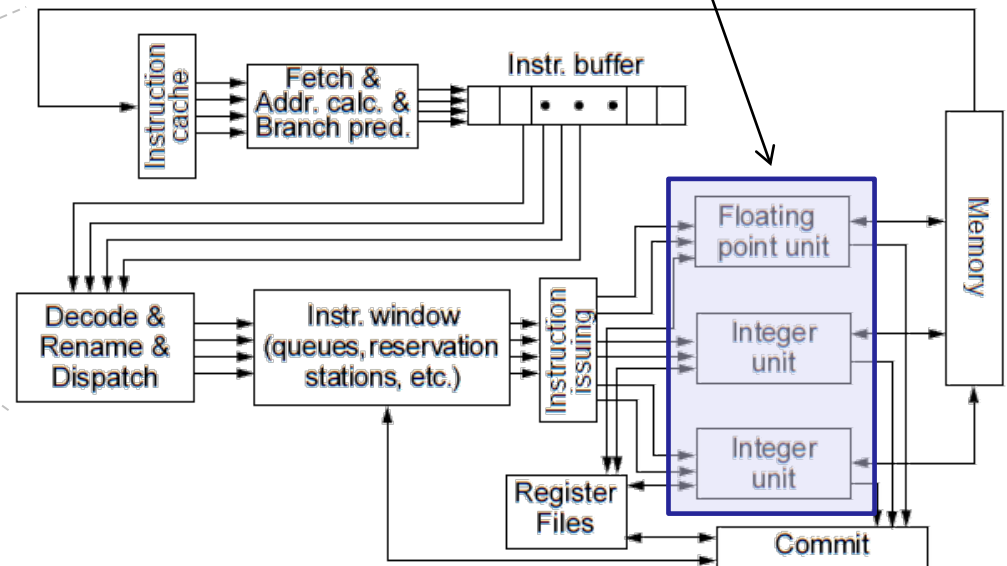 Instruction
cache
Fetch &
Addr. calc. &
Branch pred.
Instr. buffer
Memory
Floating
point unit
Decode &
Rename &
Dispatch
Instr. window
(queues, reservation
stations, etc.)
Instruction
issuing
Integer
unit
Integer
unit
Register
Files
Commit